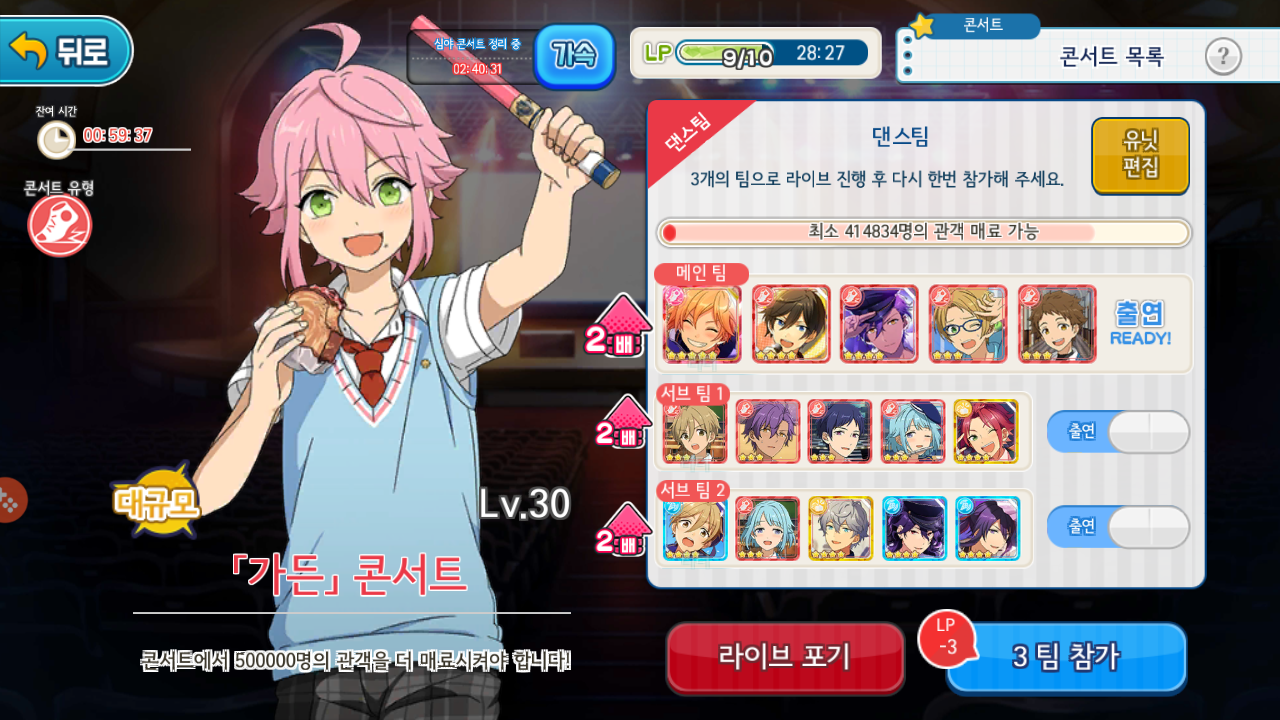 뒤로
심야 콘서트 정리 중
02:40:31
가속
LP 9/10 28:27
콘서트
콘서트 목록
?
잔여 시간
00:59:37
콘서트 유형
댄스팀
댄스팀
유닛
편집
3개의 팀으로 라이브 진행 후 다시 한번 참가해 주세요.
최소 414834명의 관객 매료 가능
메인 팀
출연
READY!
2배
서브 팀 1
출연
2배
서브 팀 2
출연
2배
대규모
Lv.30
「가든」 콘서트
콘서트에서 500000명의 관객을 더 매료시켜야 합니다!
라이브 포기
LP
-3
3 팀 참가